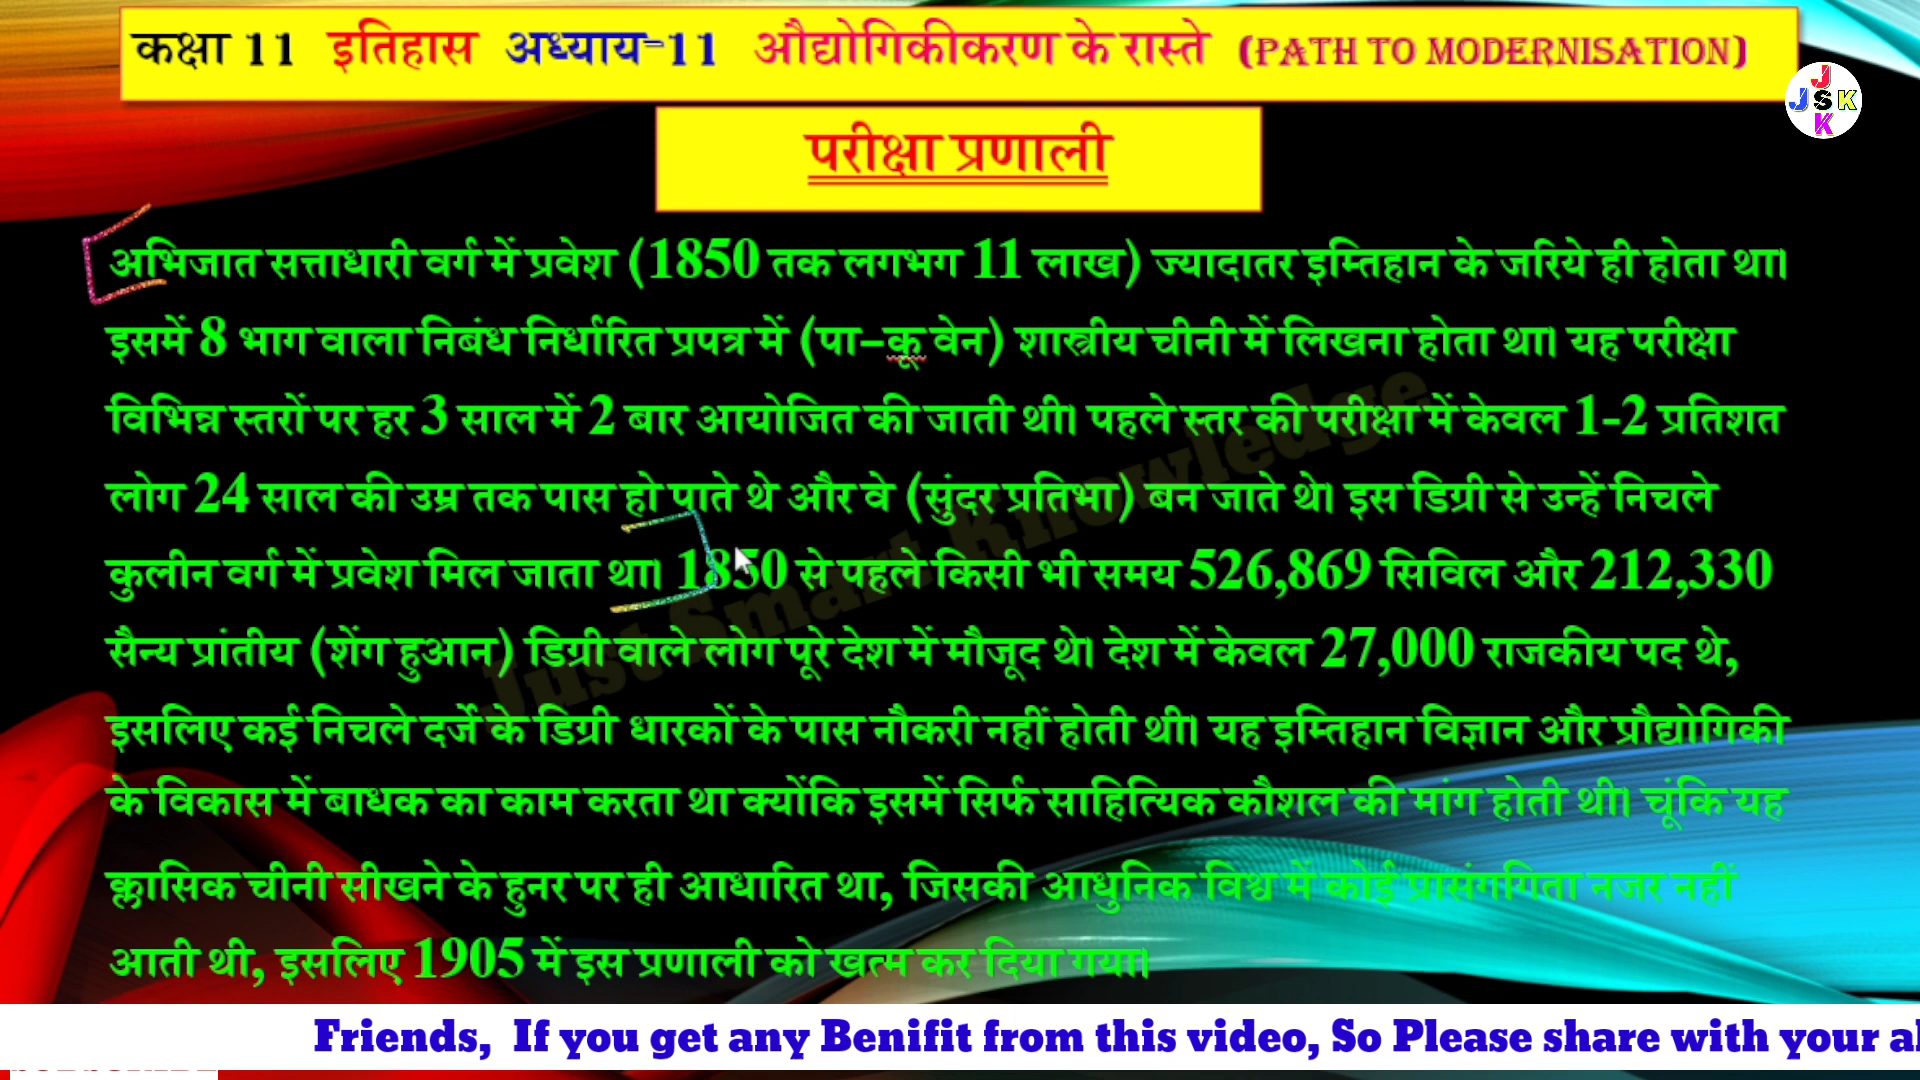 कक्षा 11 इतिहास अध्याय-11 औद्योगिकीकरण के रास्ते (PATH TO MODERNISATION)
J
J S K
K
परीक्षा प्रणाली
अभिजात सत्ताधारी वर्ग में प्रवेश (1850 तक लगभग 11 लाख) ज्यादातर इम्तिहान के जरिये ही होता था।
इसमें 8 भाग वाला निबंध निर्धारित प्रपत्र में (पा–कू वेन) शास्त्रीय चीनी में लिखना होता था। यह परीक्षा
विभिन्न स्तरों पर हर 3 साल में 2 बार आयोजित की जाती थी। पहले स्तर की परीक्षा में केवल 1-2 प्रतिशत
लोग 24 साल की उम्र तक पास हो पाते थे और वे (सुंदर प्रतिभा) बन जाते थे। इस डिग्री से उन्हें निचले
कुलीन वर्ग में प्रवेश मिल जाता था। 1850 से पहले किसी भी समय 526,869 सिविल और 212,330
सैन्य प्रांतीय (शेंग हुआन) डिग्री वाले लोग पूरे देश में मौजूद थे। देश में केवल 27,000 राजकीय पद थे,
इसलिए कई निचले दर्जे के डिग्री धारकों के पास नौकरी नहीं होती थी। यह इम्तिहान विज्ञान और प्रौद्योगिकी
के विकास में बाधक का काम करता था क्योंकि इसमें सिर्फ साहित्यिक कौशल की मांग होती थी। चूंकि यह
क्लासिक चीनी सीखने के हुनर पर ही आधारित था, जिसकी आधुनिक विश्व में कोई प्रासंगगिता नजर नहीं
आती थी, इसलिए 1905 में इस प्रणाली को खत्म कर दिया गया।
Just Smart Knowledge
Friends, If you get any Benifit from this video, So Please share with your al